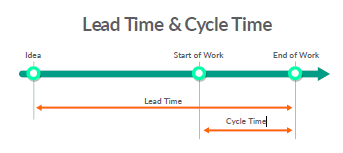 Lead Time & Cycle Time
Idea
Start of Work
End of Work
Lead Time
Cycle Time